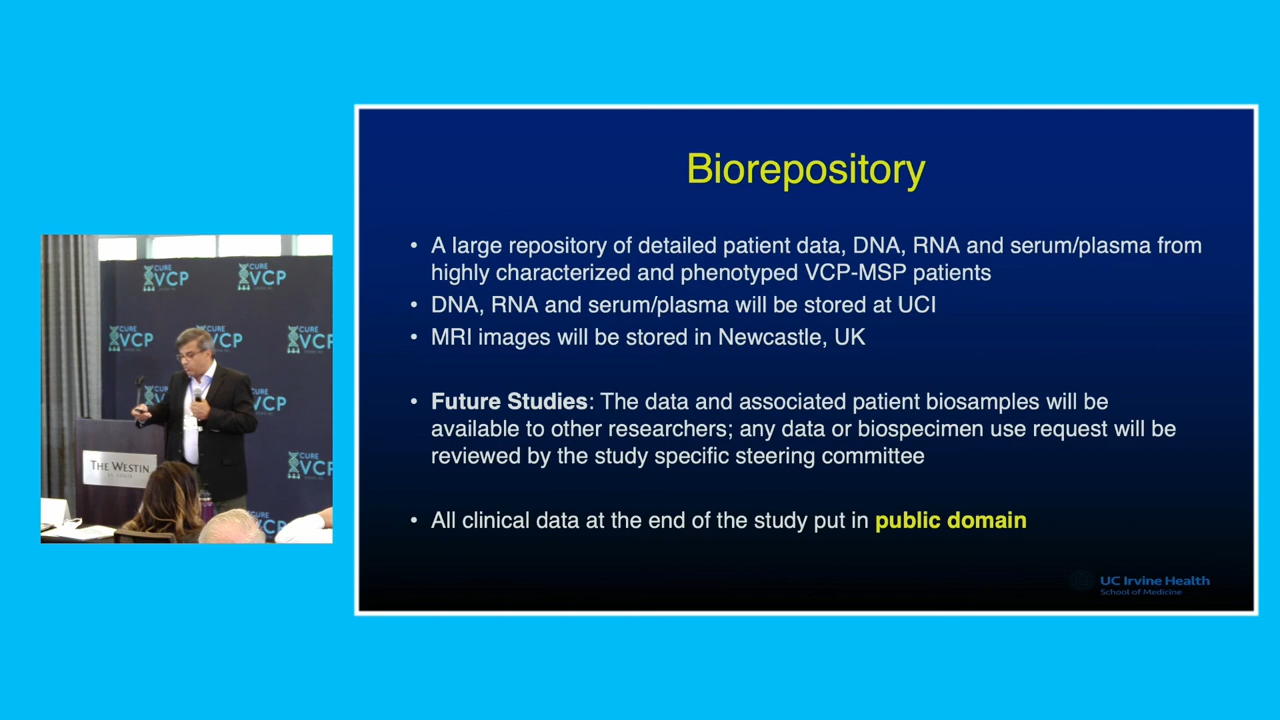 Biorepository
• A large repository of detailed patient data, DNA, RNA and serum/plasma from
highly characterized and phenotyped VCP-MSP patients
• DNA, RNA and serum/plasma will be stored at UCI
• MRI images will be stored in Newcastle, UK
• Future Studies: The data and associated patient biosamples will be
available to other researchers; any data or biospecimen use request will be
reviewed by the study specific steering committee
• All clinical data at the end of the study put in public domain
UC Irvine Health
School of Medicine
CURE
VCP
CURE
VCP
CURE
VCP
CURE
VCP
CURE
VCP
VCP
CURE
VCP
THE WESTIN